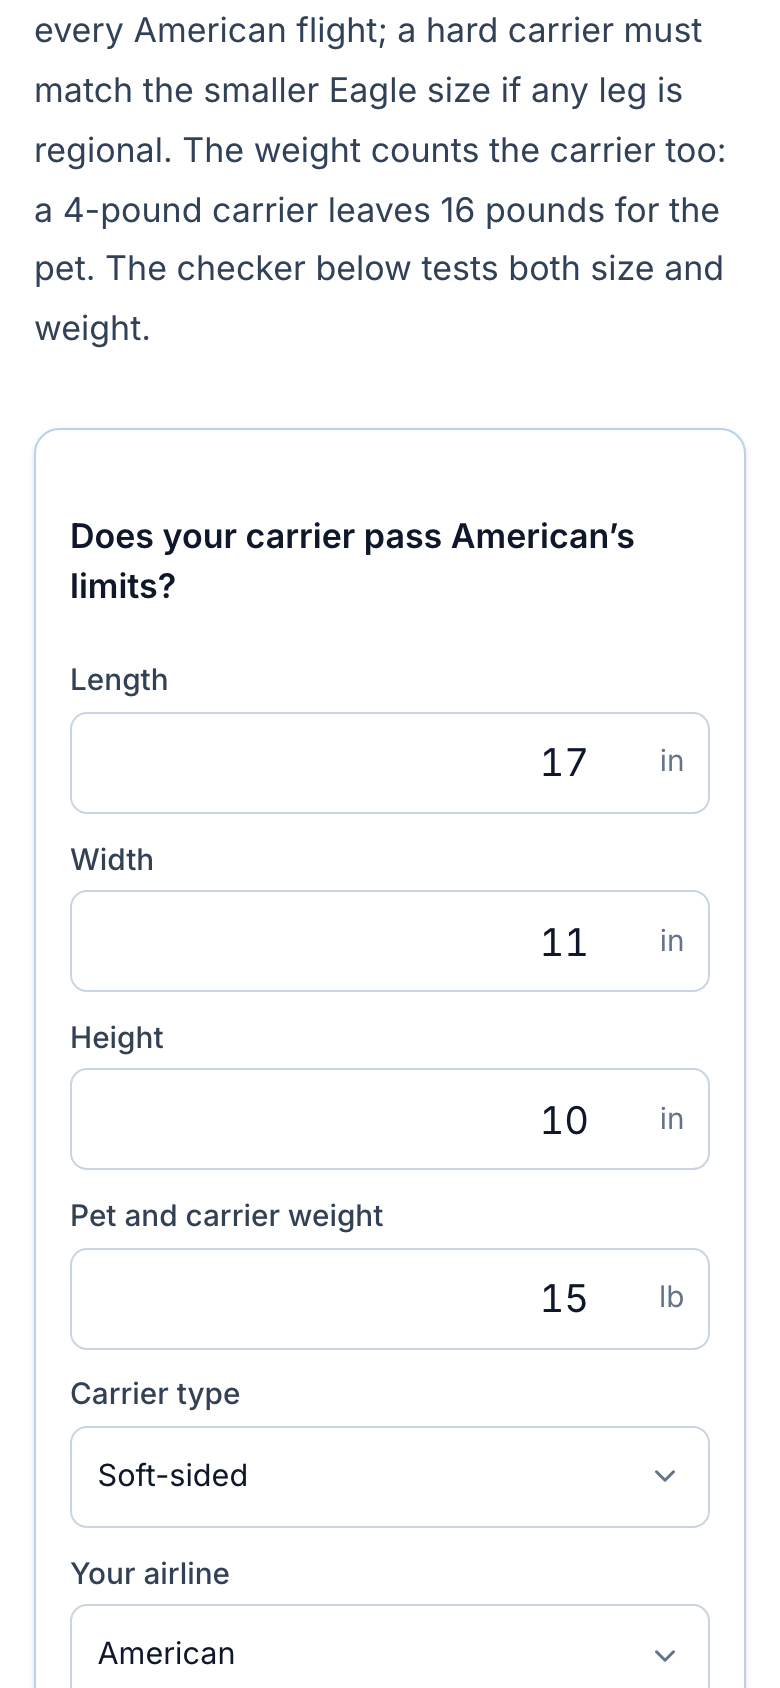 every American flight; a hard carrier must
match the smaller Eagle size if any leg is
regional. The weight counts the carrier too:
a 4-pound carrier leaves 16 pounds for the
pet. The checker below tests both size and
weight.
Does your carrier pass American’s
limits?
Length
17 in
Width
11 in
Height
10 in
Pet and carrier weight
15 lb
Carrier type
Soft-sided
Your airline
American